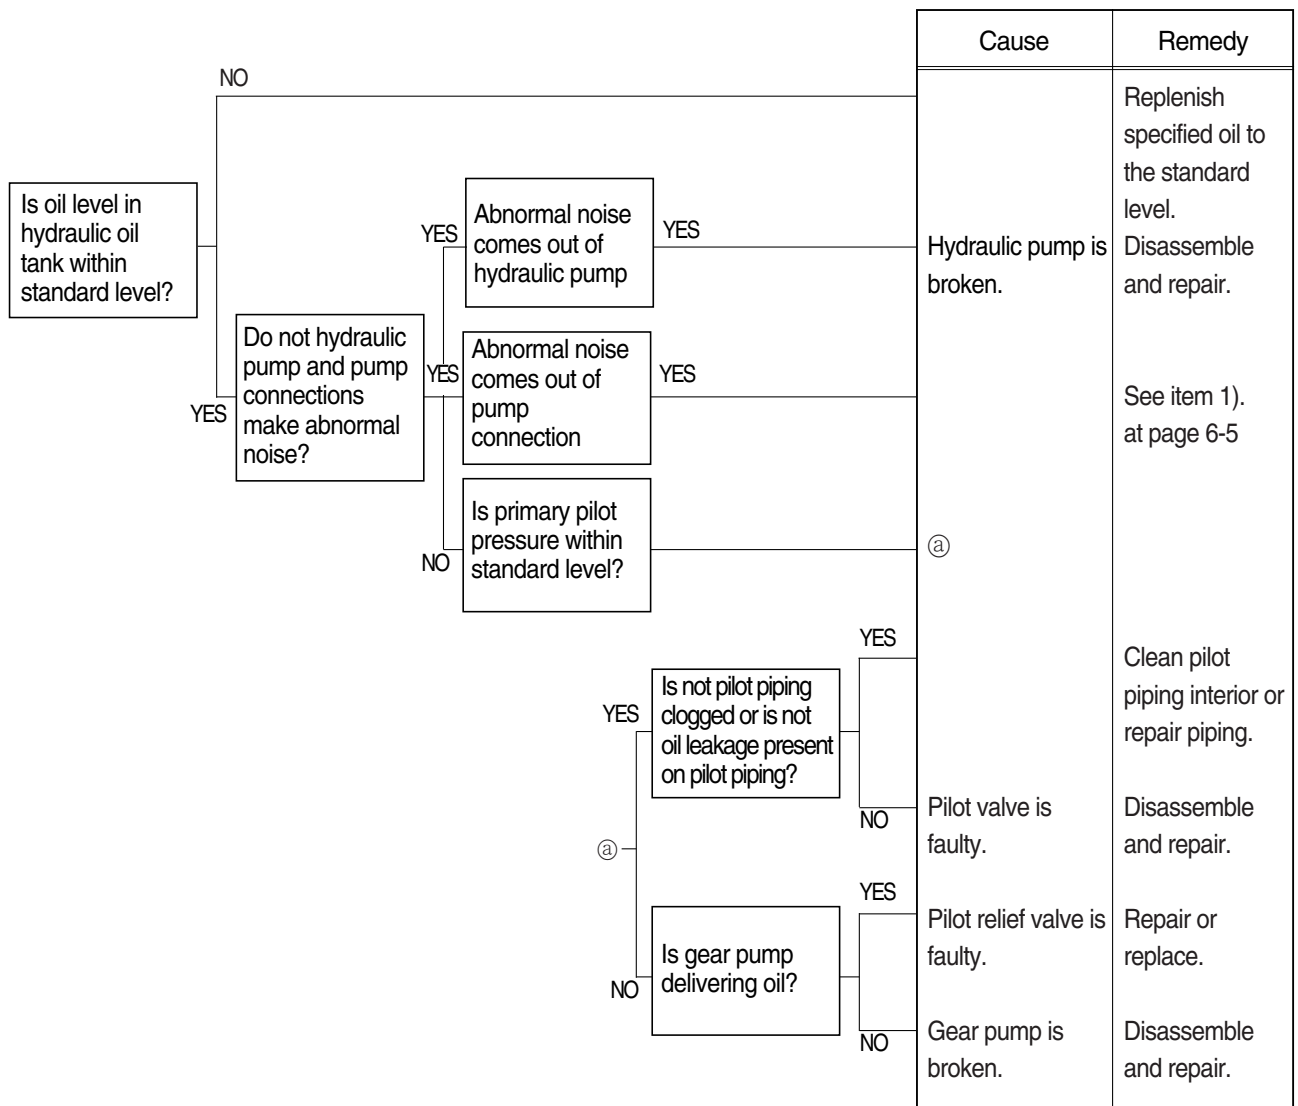 Cause
Remedy
NO
Replenish
specified oil to
the standard
level.
Is oil level in
hydraulic oil
tank within
standard level?
YES
Abnormal noise
comes out of
hydraulic pump
YES
Hydraulic pump is
broken.
Disassemble
and repair.
YES
Do not hydraulic
pump and pump
connections
make abnormal
noise?
YES
Abnormal noise
comes out of
pump
connection
YES
See item 1).
at page 6-5
NO
Is primary pilot
pressure within
standard level?
ⓐ
ⓐ
YES
Is not pilot piping
clogged or is not
oil leakage present
on pilot piping?
YES
Clean pilot
piping interior or
repair piping.
NO
Pilot valve is
faulty.
Disassemble
and repair.
NO
Is gear pump
delivering oil?
YES
Pilot relief valve is
faulty.
Repair or
replace.
NO
Gear pump is
broken.
Disassemble
and repair.